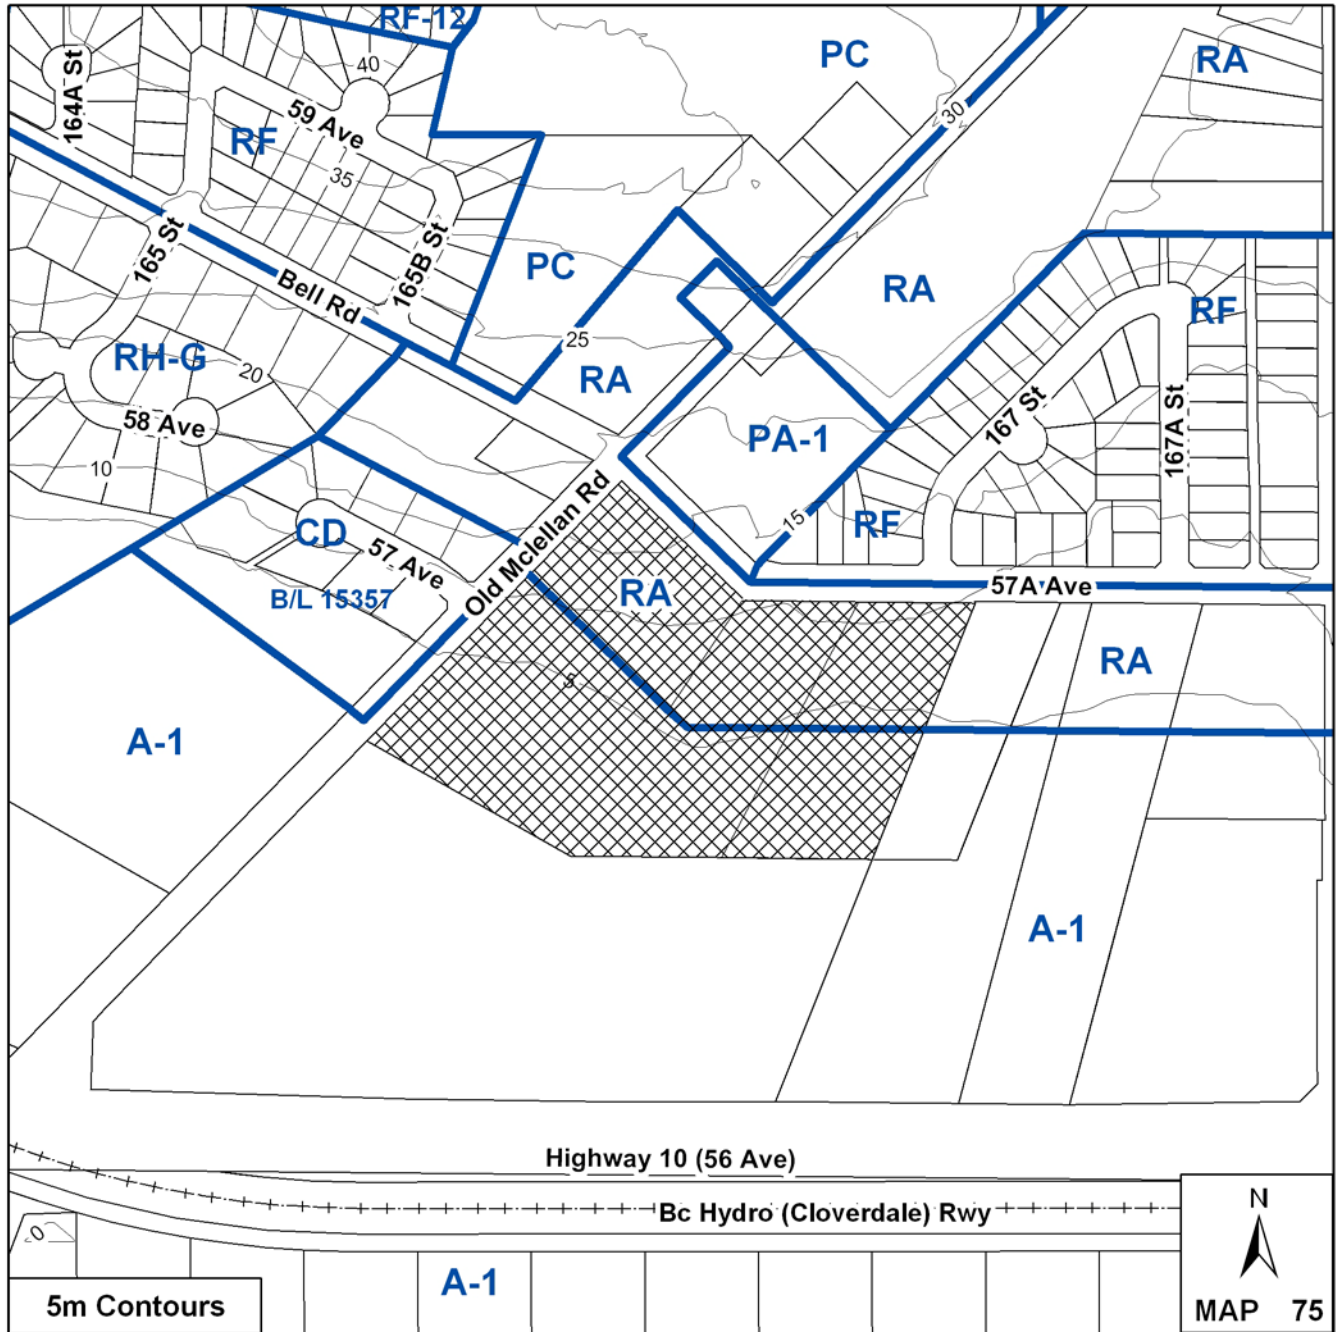 RF-12
PC
RA
40
164A St
59 Ave
30
RF
35
165 St
165B St
PC
Bell Rd
RA
RF
25
RH-G
20
RA
58 Ave
167 St
167A St
PA-1
10
Old Mclellan Rd
15
RF
CD
57 Ave
B/L 15357
RA
57A Ave
RA
5
A-1
A-1
Highway 10 (56 Ave)
Bc Hydro (Cloverdale) Rwy
0
N
A-1
5m Contours
MAP 75